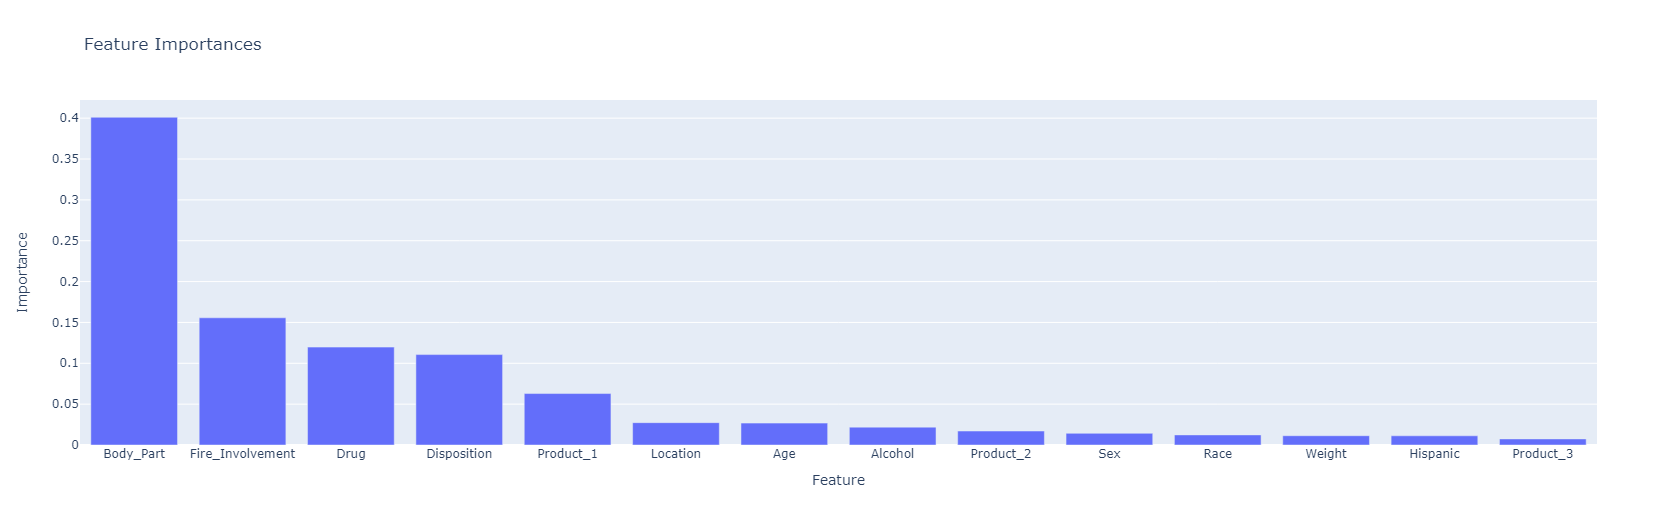 Feature Importances
Importance
0.4
0.35
0.3
0.25
0.2
0.15
0.1
0.05
0
Body_Part Fire_Involvement Drug Disposition Product_1 Location Age Alcohol Product_2 Sex Race Weight Hispanic Product_3
Feature